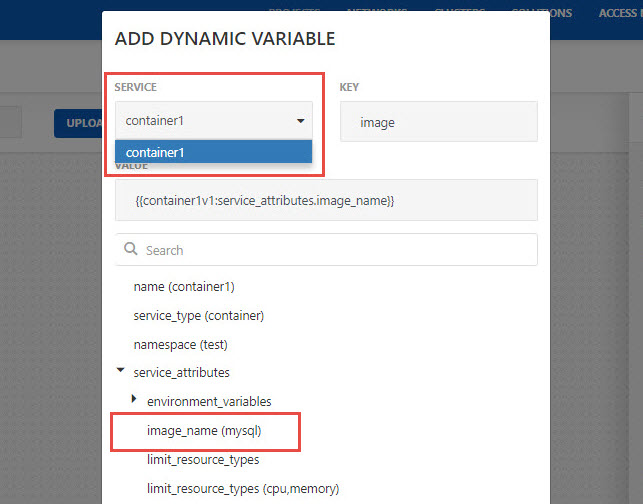 PROJECTS NETWORKS CLUSTERS SOLUTIONS ACCESS
ADD DYNAMIC VARIABLE
SERVICE KEY
container1 image
UPLOA
container1
VALUE
{{container1v1:service_attributes.image_name}}
Search
name (container1)
service_type (container)
namespace (test)
service_attributes
environment_variables
image_name (mysql)
limit_resource_types
limit_resource_types (cpu,memory)